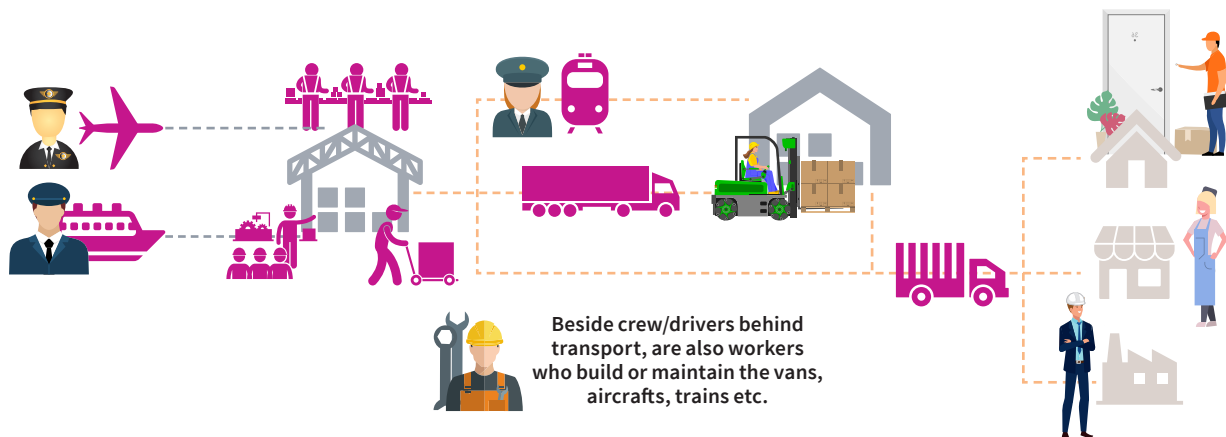 Beside crew/drivers behind
transport, are also workers
who build or maintain the vans,
aircrafts, trains etc.